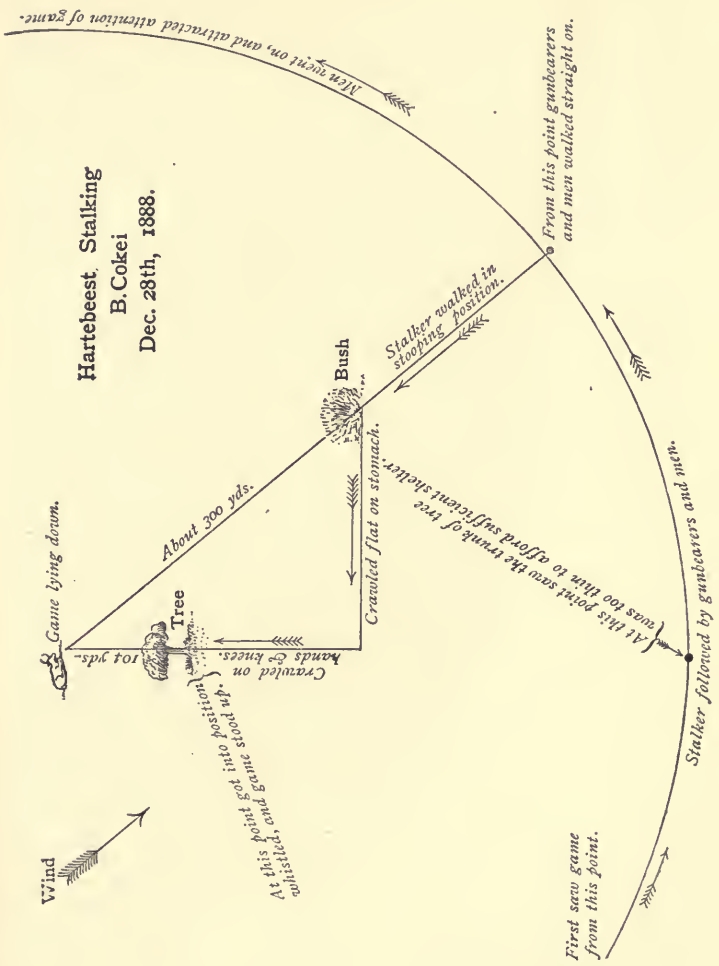 Hartebeest Stalking
B. Cokei
Dec. 28th, 1888.
Wind
Game lying down.
About 300 yds.
104 yds.
Tree
Bush
Men went on, and attracted attention of game.
From this point gunbearers
and men walked straight on.
Stalker walked in
stooping position.
Crawled flat on stomach.
Crawled on
hands & knees.
At this point got into position
whistled, and game stood up.
At this point saw the trunk of tree
was too thin to afford sufficient shelter.
Stalker followed by gunbearers and men.
First saw game
from this point.